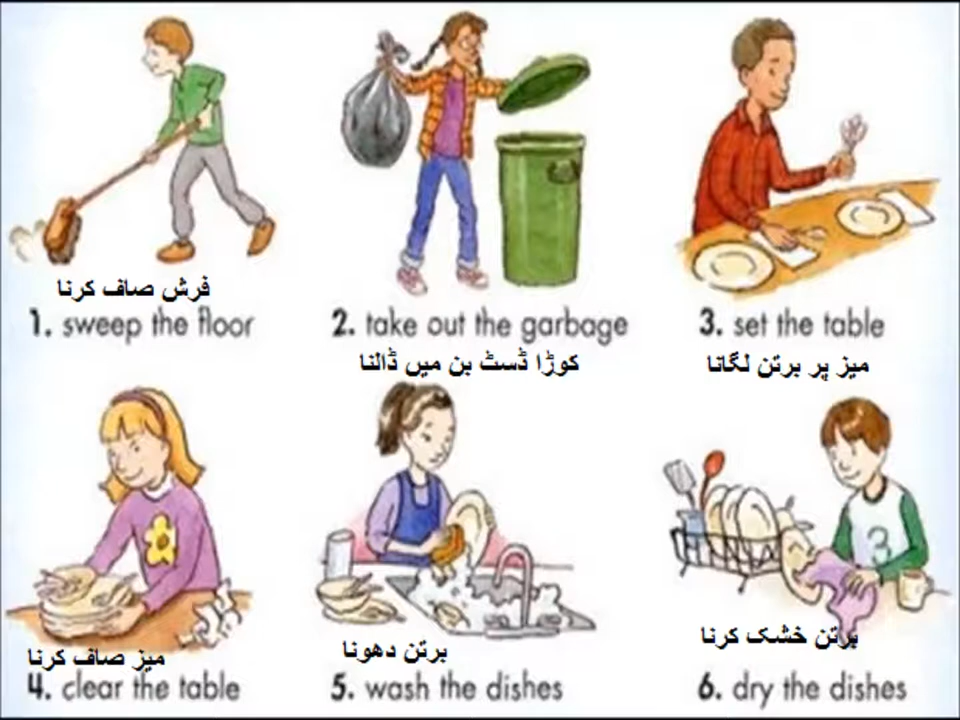 فرش صاف کرنا
1. sweep the floor
2. take out the garbage
کوڑا ڈسٹ بن میں ڈالنا
3. set the table
میز پر برتن لگانا
میز صاف کرنا
4. clear the table
برتن دھونا
5. wash the dishes
3
برتن خشک کرنا
6. dry the dishes